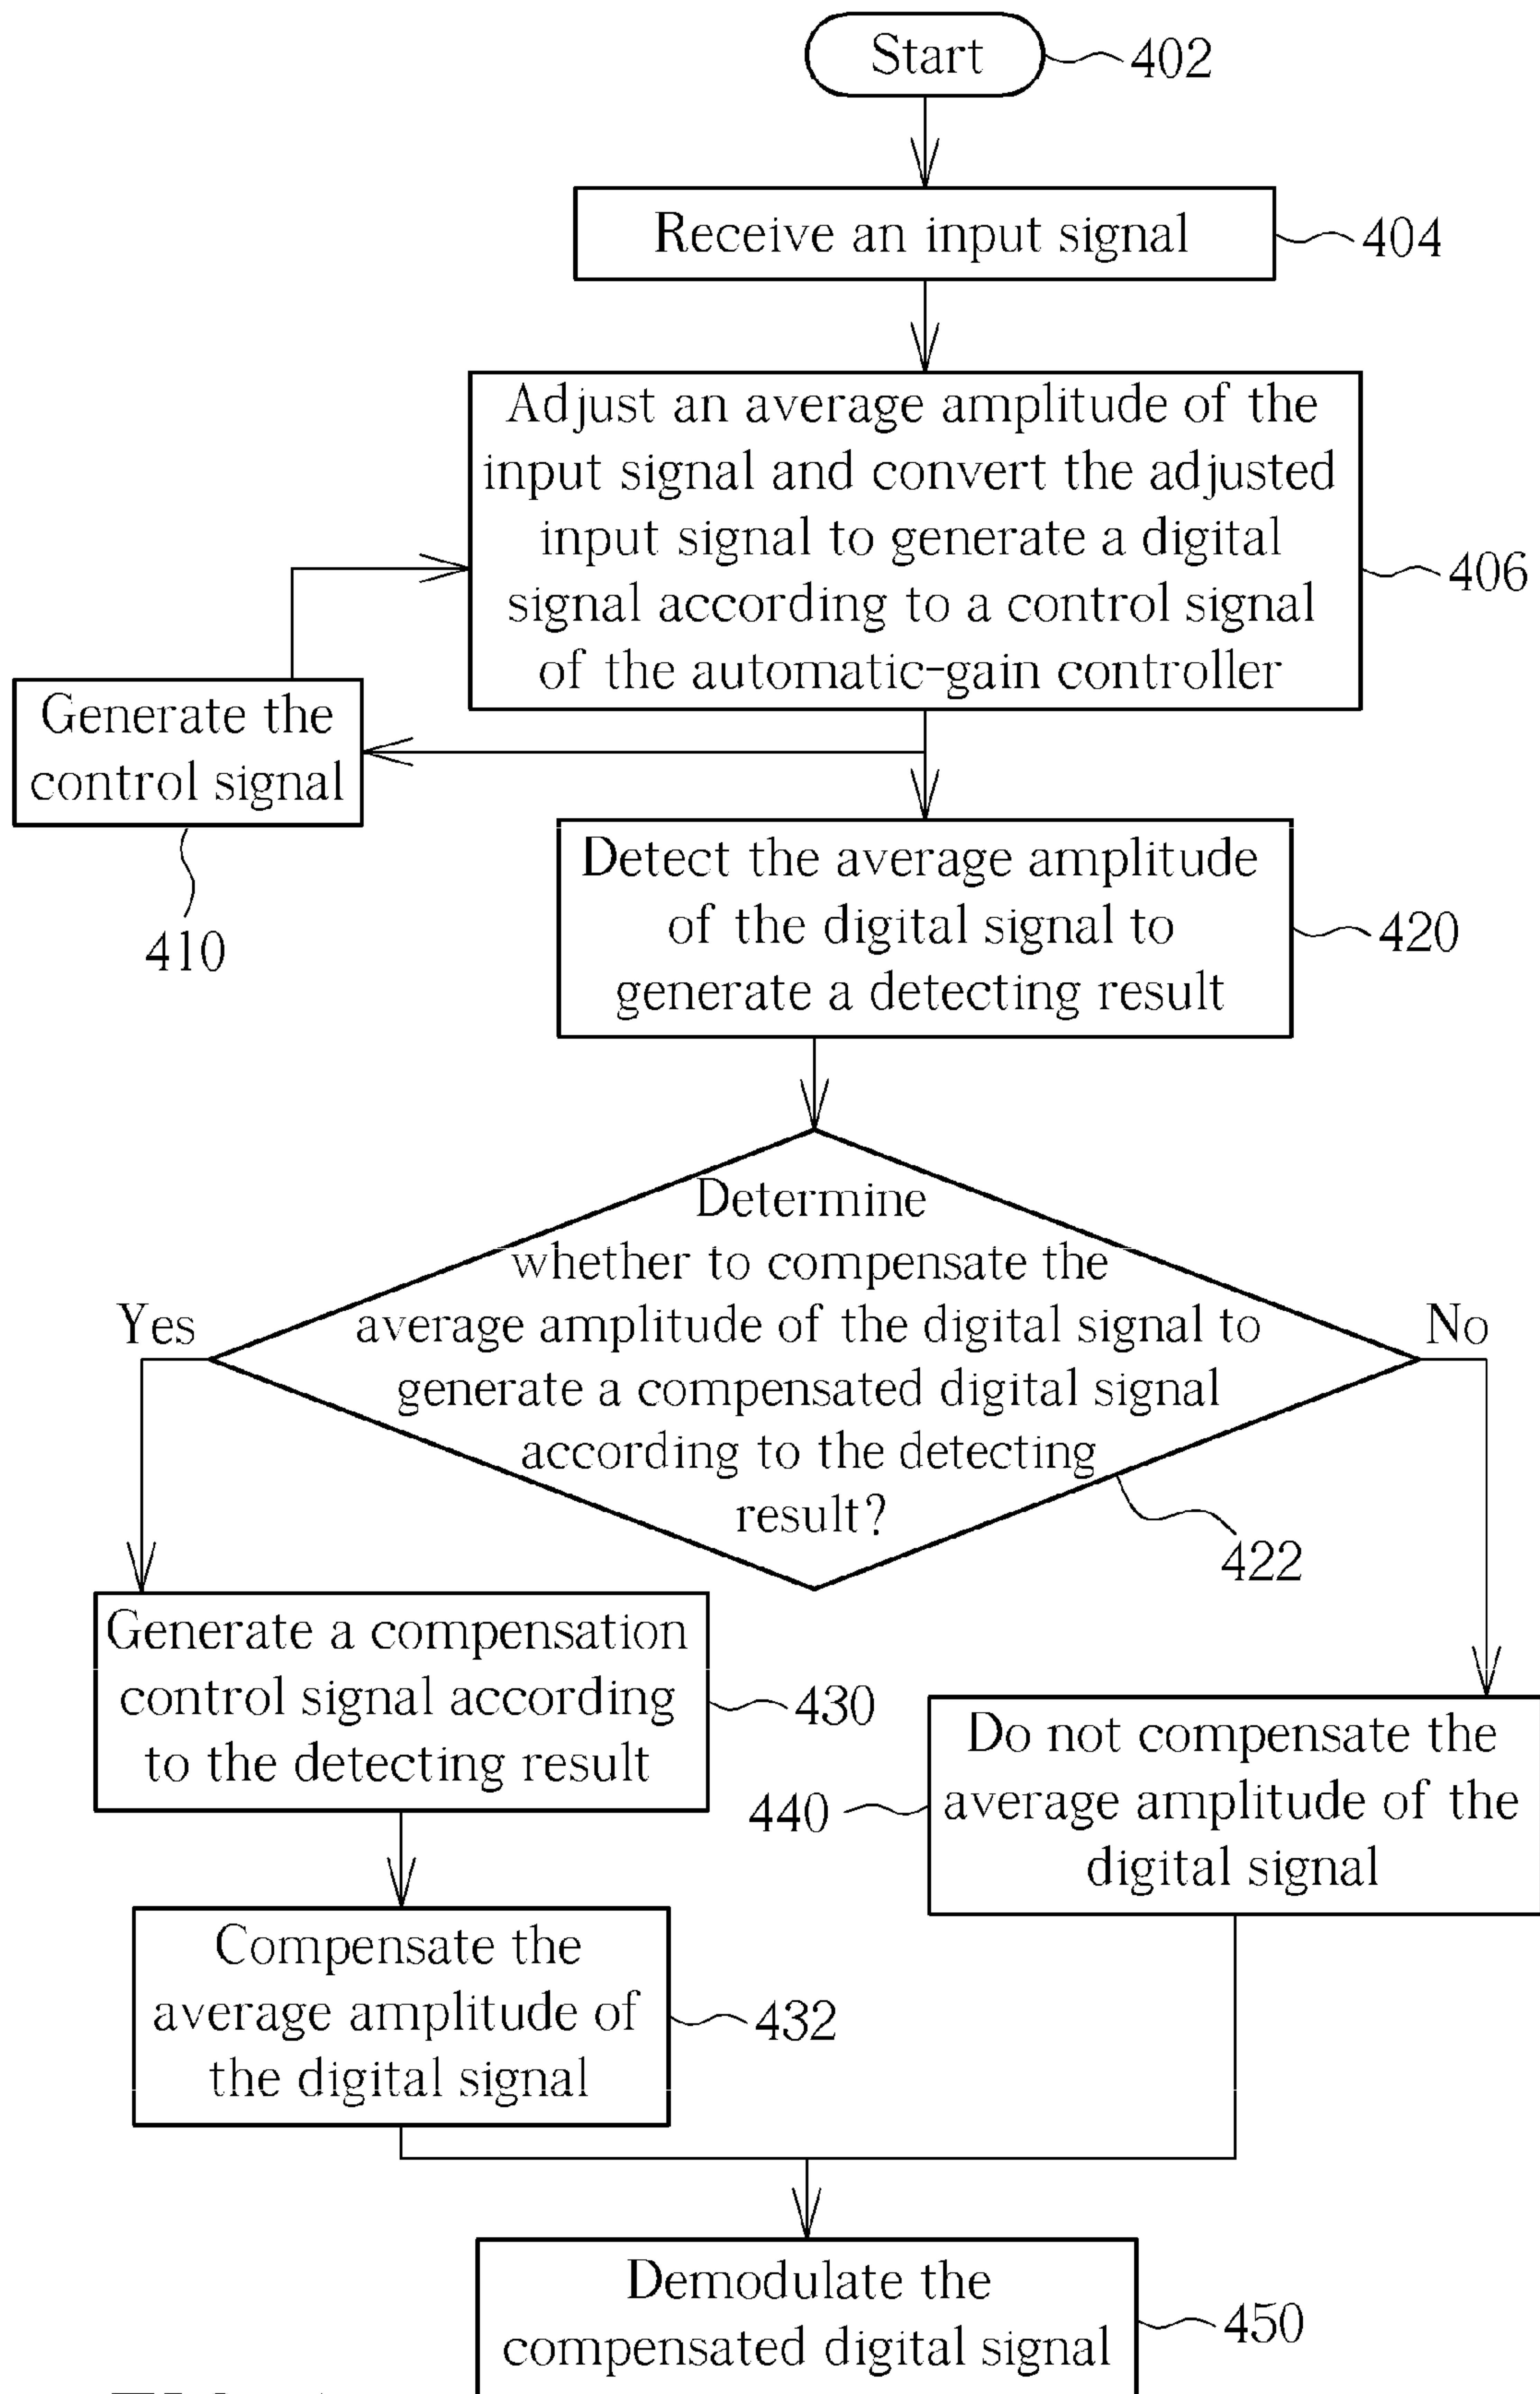 Start
402
Receive an input signal
404
Adjust an average amplitude of the
input signal and convert the adjusted
input signal to generate a digital
signal according to a control signal
of the automatic-gain controller
406
Generate the
control signal
410
Detect the average amplitude
of the digital signal to
generate a detecting result
420
Determine
whether to compensate the
average amplitude of the digital signal to
generate a compensated digital signal
according to the detecting
result?
422
Yes
No
Generate a compensation
control signal according
to the detecting result
430
Do not compensate the
average amplitude of the
digital signal
440
Compensate the
average amplitude of
the digital signal
432
Demodulate the
compensated digital signal
450